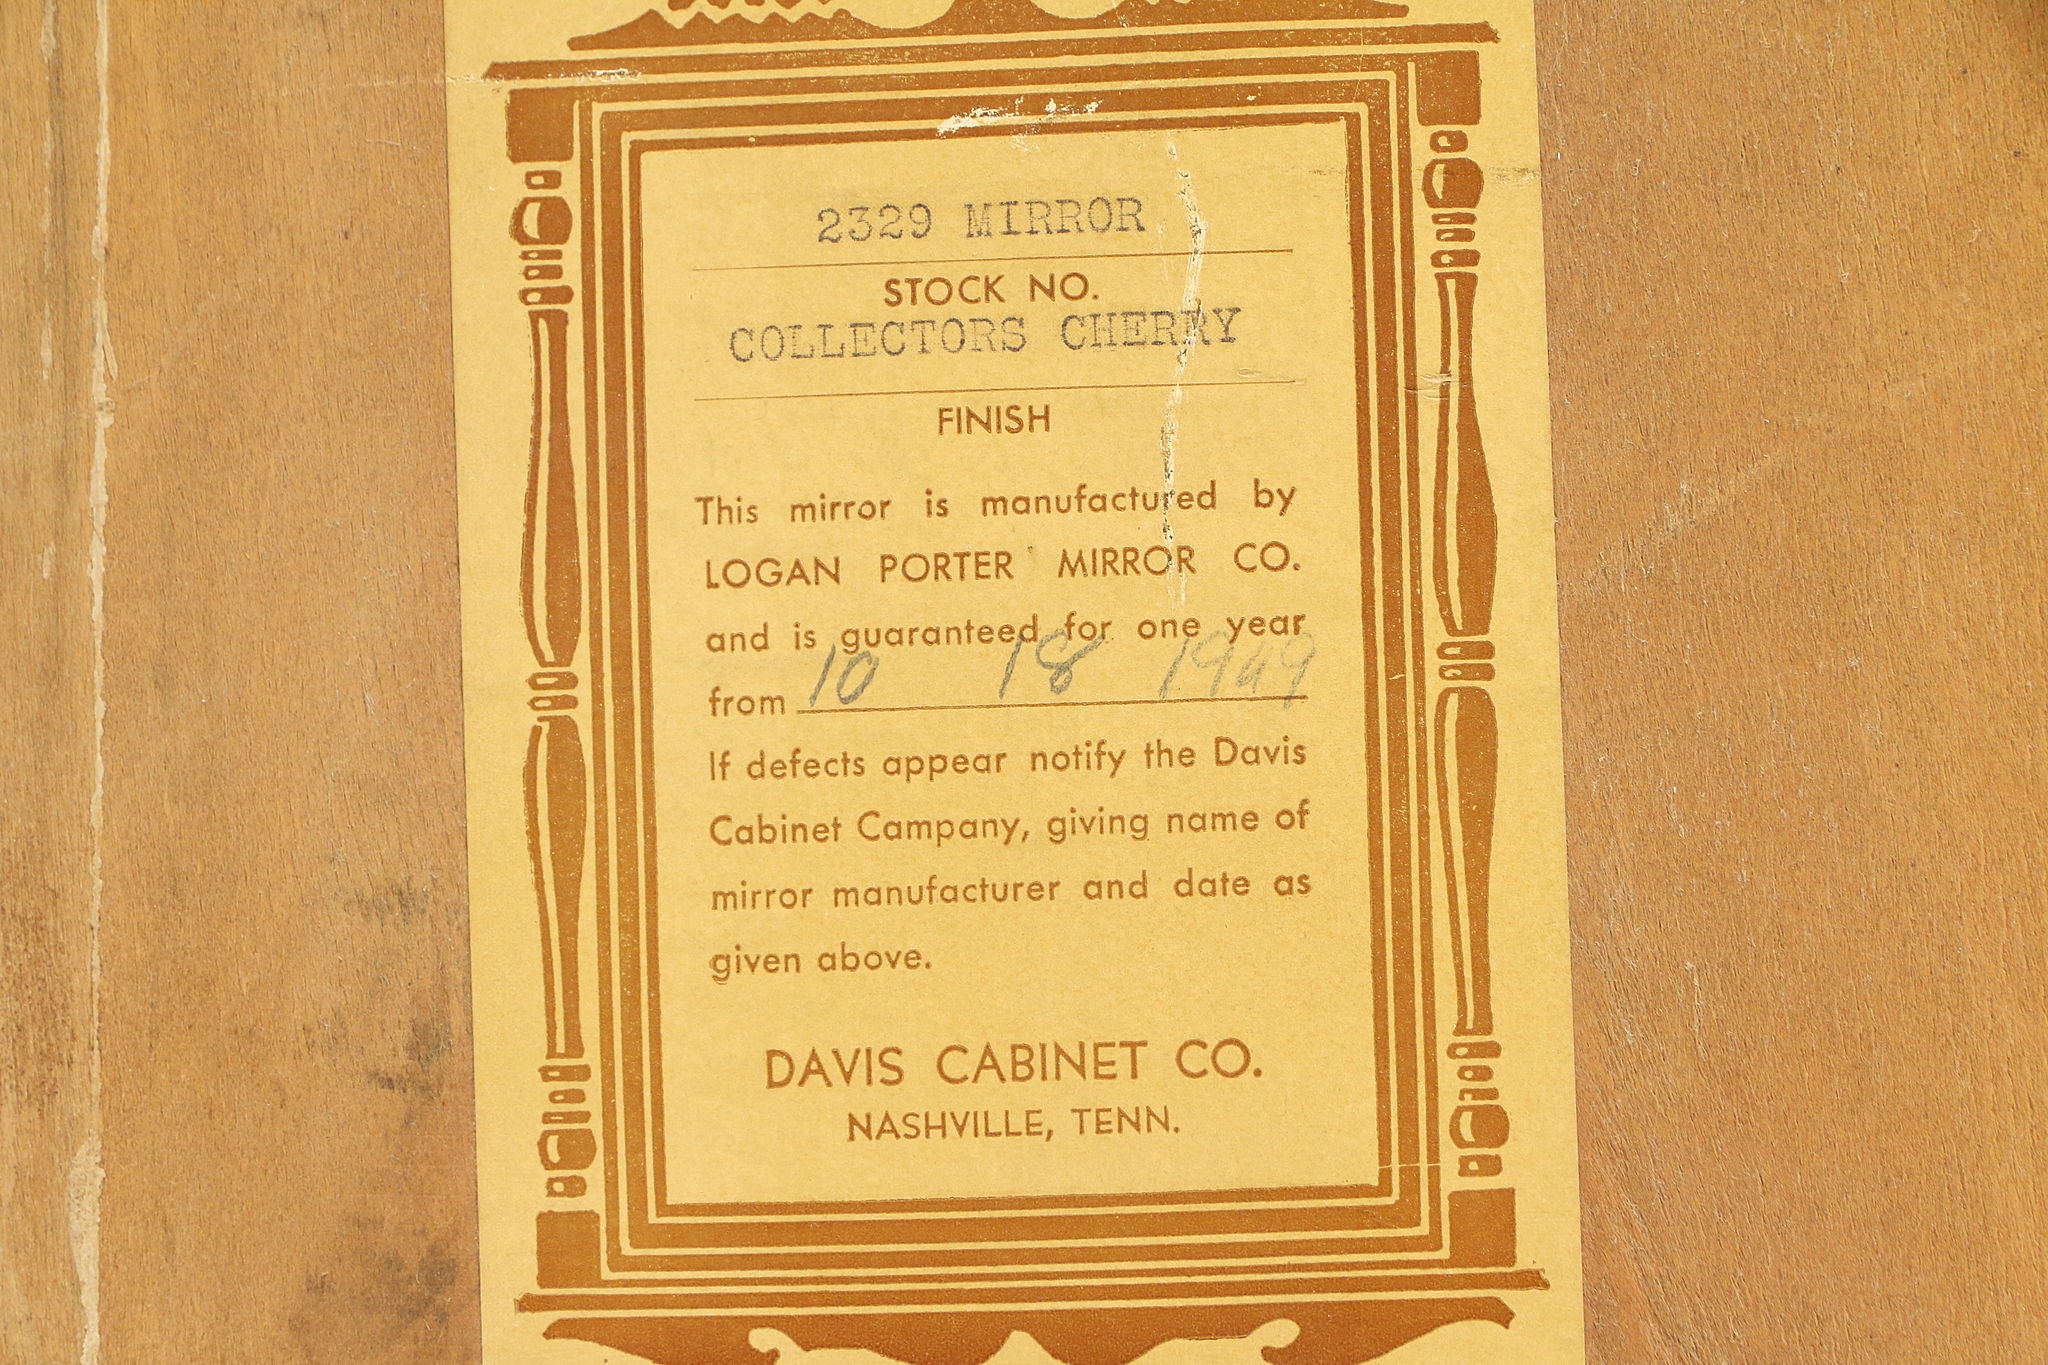 2329 MIRROR
STOCK NO.
COLLECTORS CHERRY
FINISH
This mirror is manufactured by
LOGAN PORTER MIRROR CO.
and is guaranteed for one year
from 10 18 1949
If defects appear notify the Davis
Cabinet Campany, giving name of
mirror manufacturer and date as
given above.
DAVIS CABINET CO.
NASHVILLE, TENN.